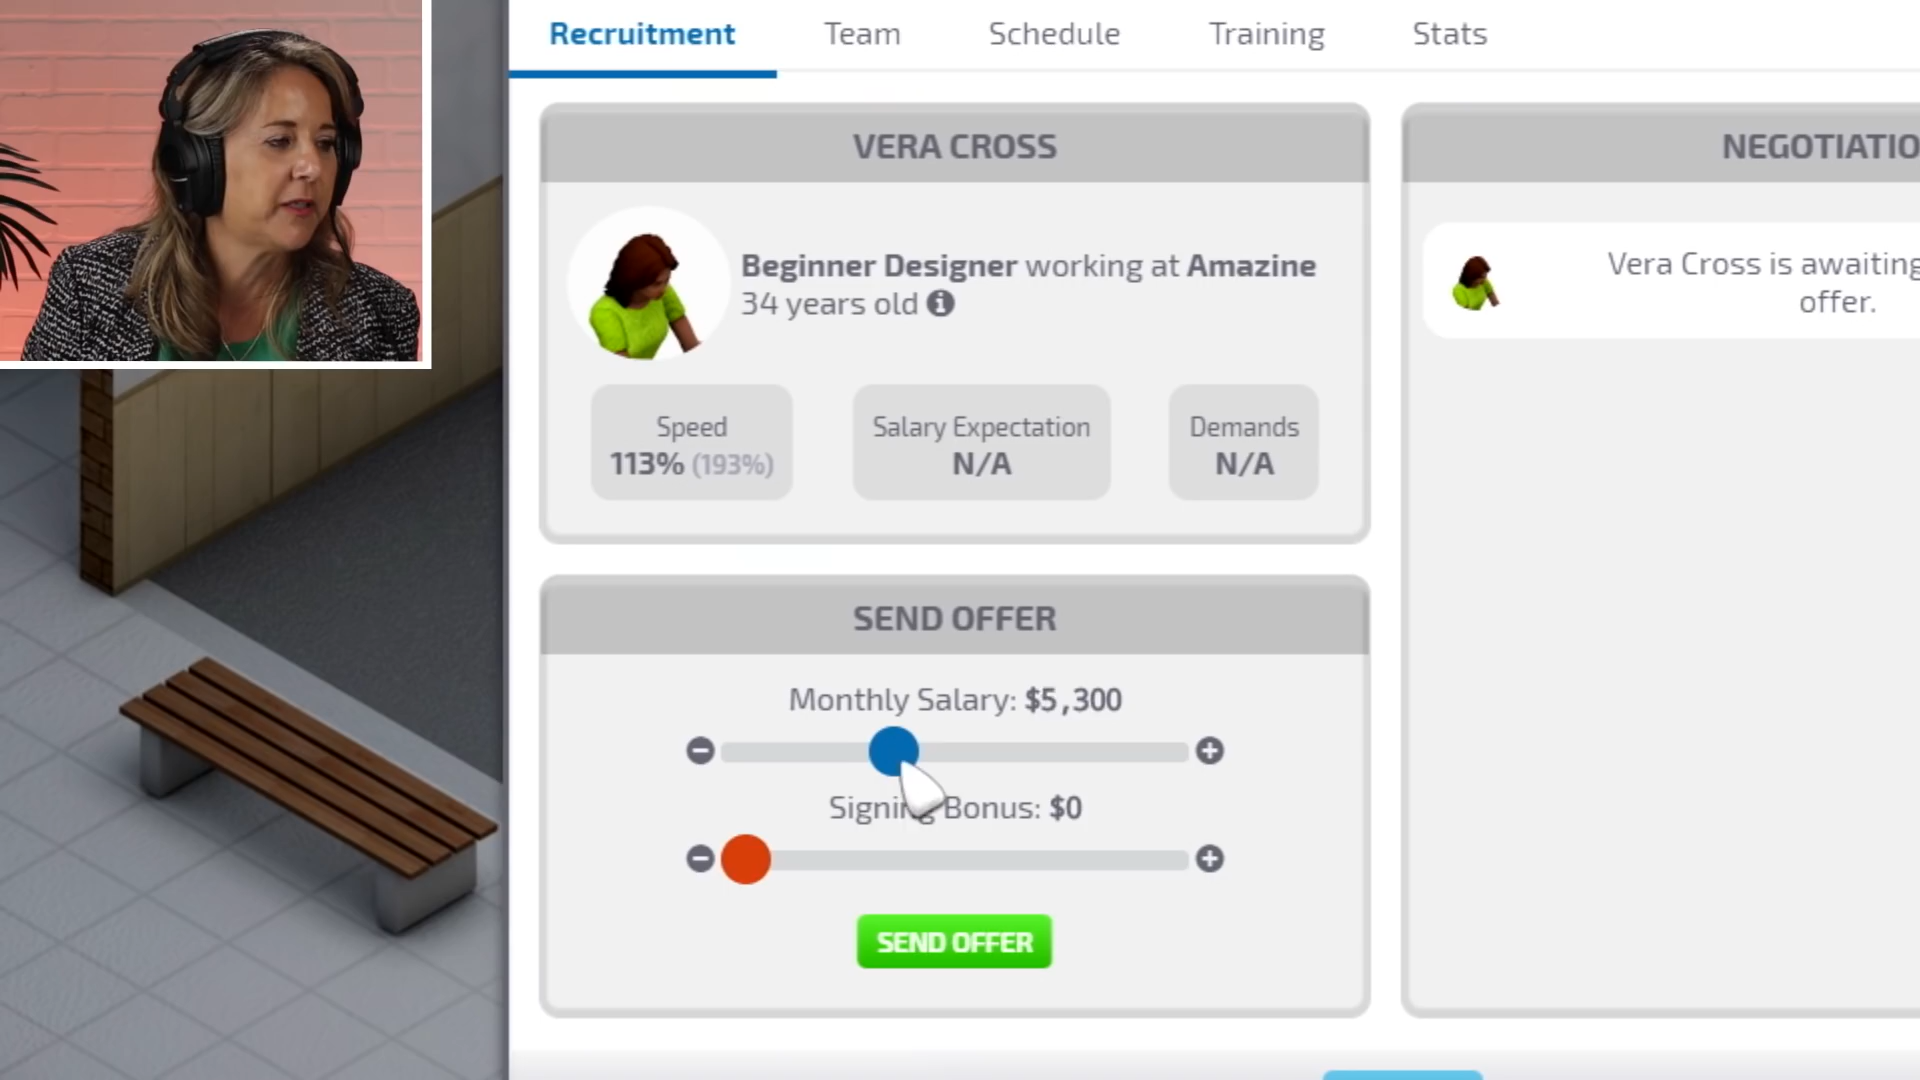 Recruitment Team Schedule Training Stats
VERA CROSS
Beginner Designer working at Amazine
34 years old
Speed
113% (193%)
Salary Expectation
N/A
Demands
N/A
SEND OFFER
Monthly Salary: $5,300
Signing Bonus: $0
SEND OFFER
NEGOTIATIO
Vera Cross is awaiting
offer.